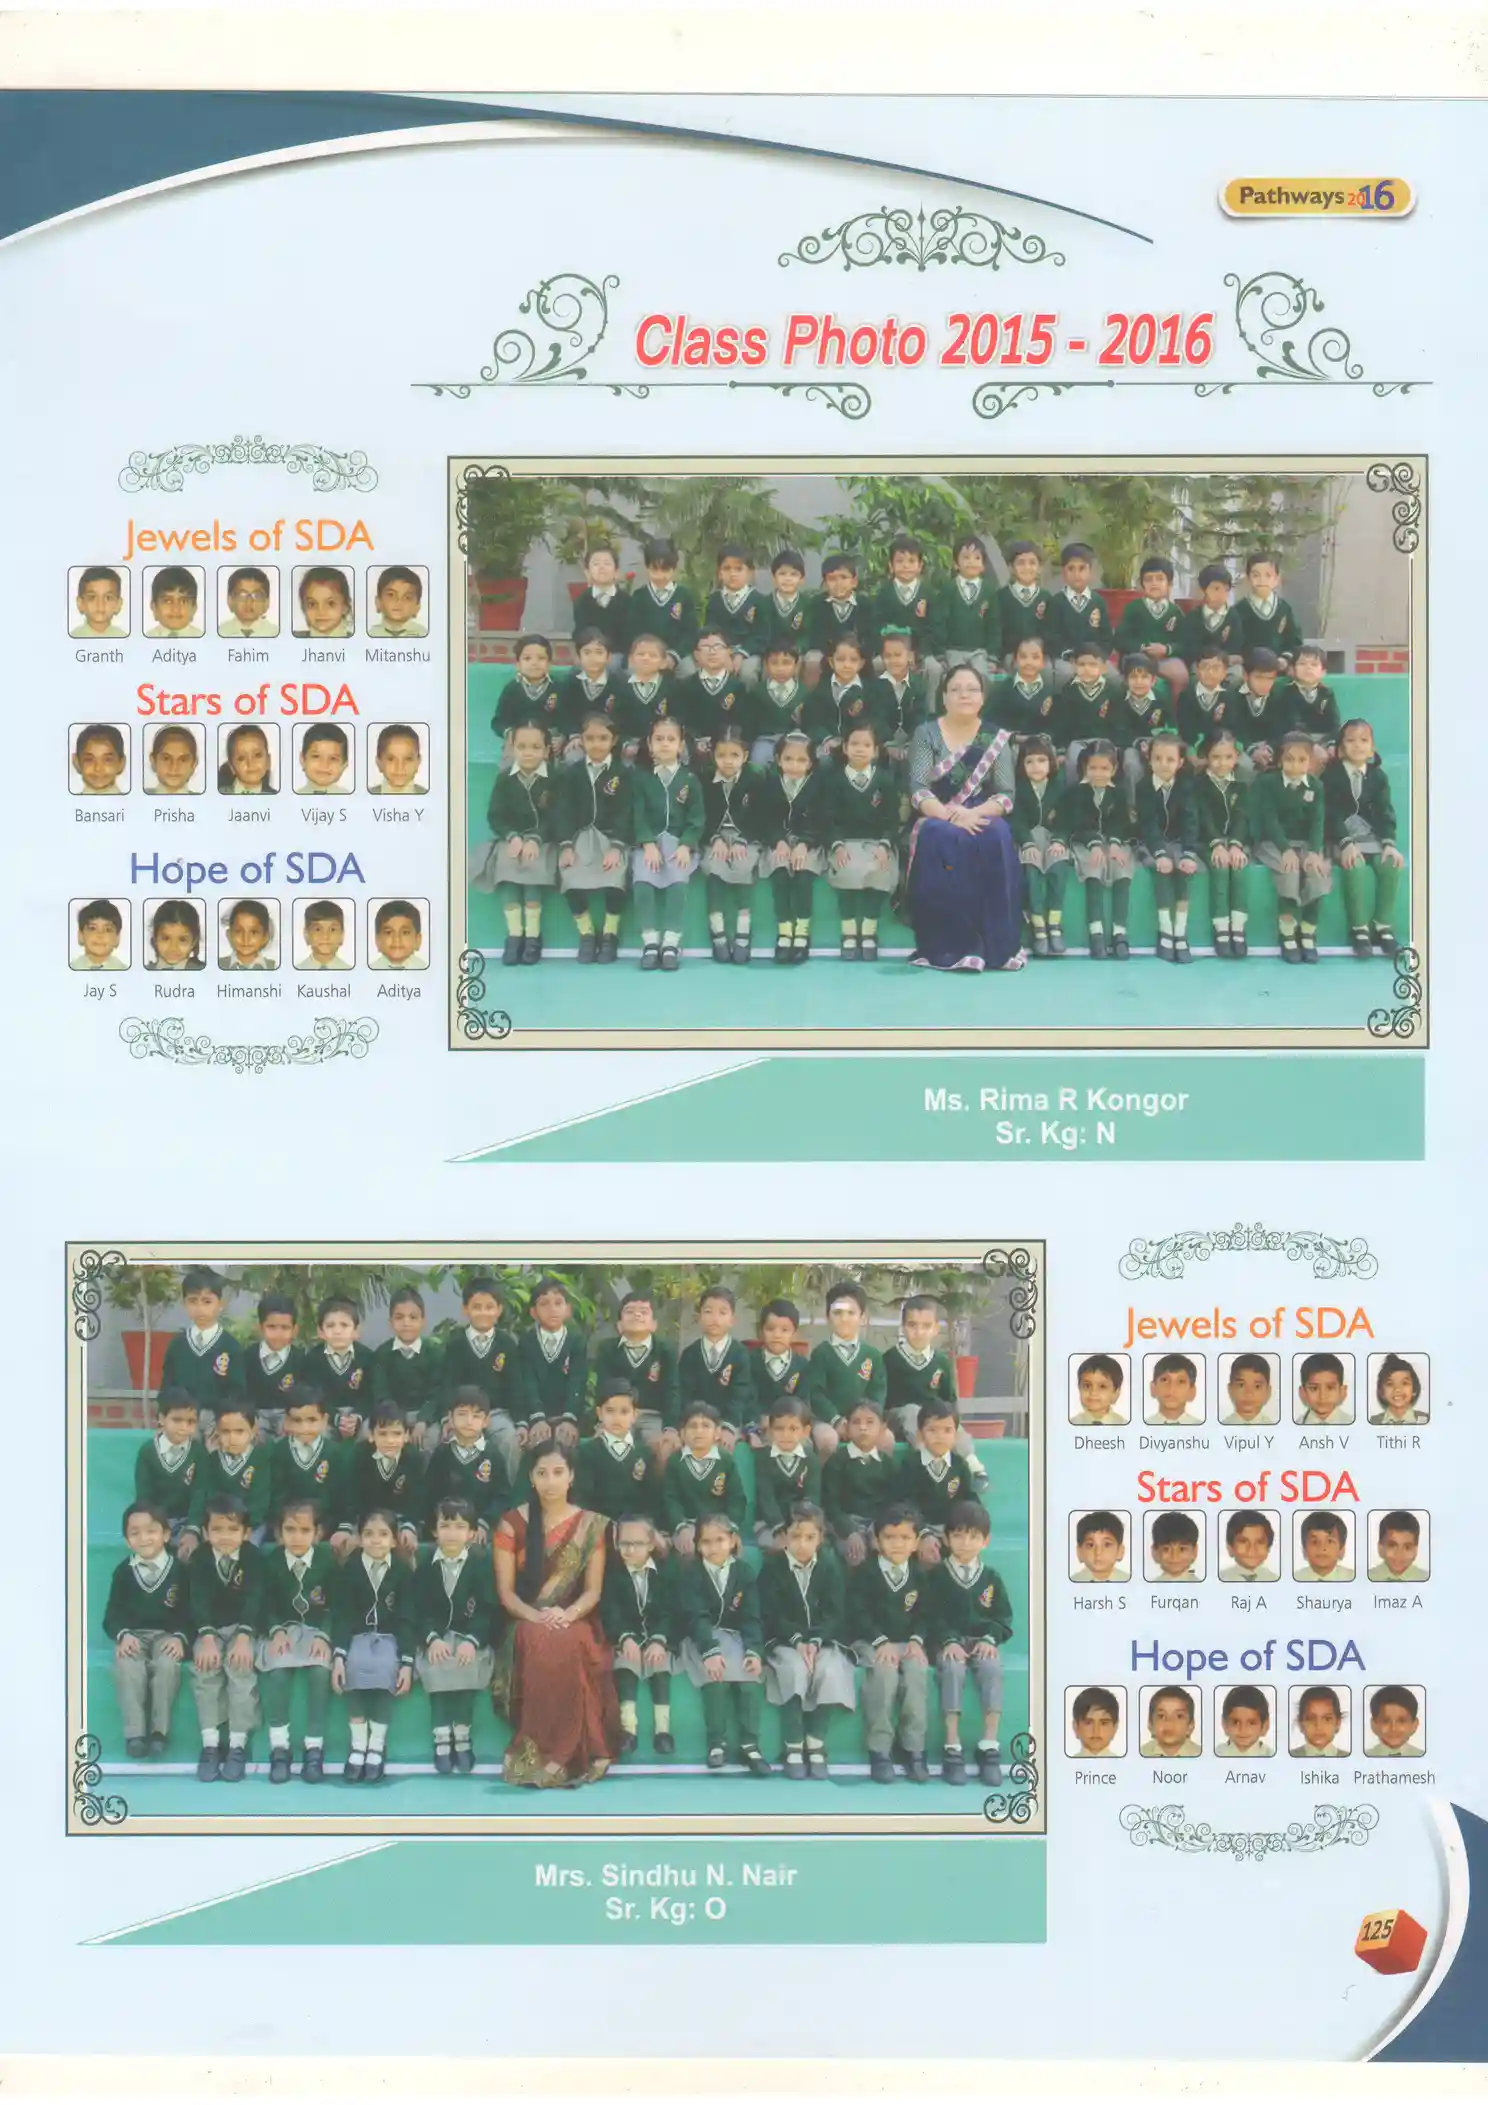 Pathways 2016
Class Photo 2015 - 2016
Jewels of SDA
Granth Aditya Fahim Jhanvi Mitanshu
Stars of SDA
Bansari Prisha Jaanvi Vijay S Visha Y
Hope of SDA
Jay S Rudra Himanshi Kaushal Aditya
Ms. Rima R Kongor
Sr. Kg: N
Jewels of SDA
Dheesh Divyanshu Vipul Y Ansh V Tithi R
Stars of SDA
Harsh S Furqan Raj A Shaurya Imaz A
Hope of SDA
Prince Noor Arnav Ishika Prathamesh
Mrs. Sindhu N. Nair
Sr. Kg: O
125